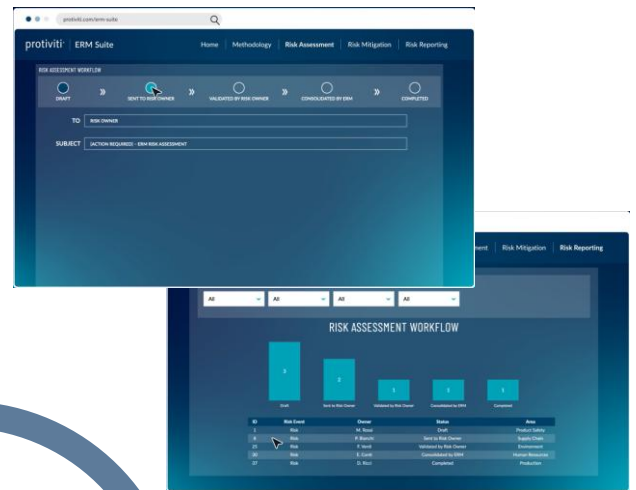 protiviti.com/erm-suite
protiviti ERM Suite
Home Methodology Risk Assessment Risk Mitigation Risk Reporting
RISK ASSESSMENT WORKFLOW
» » » »
DRAFT SENT TO RISK OWNER VALIDATED BY RISK OWNER CONSOLIDATED BY ERM COMPLETED
TO RISK OWNER
SUBJECT [ACTION REQUIRED] - ERM RISK ASSESSMENT
ment Risk Mitigation Risk Reporting
All All All All
RISK ASSESSMENT WORKFLOW
3 2 1 1 1
Draft Sent to Risk Owner Validated by Risk Owner Consolidated by ERM Completed
ID Risk Event Owner Status Area
1 Risk M. Rossi Draft Product Safety
Risk P. Bianchi Sent to Risk Owner Supply Chain
25 Risk F. Verdi Validated by Risk Owner Environment
30 Risk E. Conti Consolidated by ERM Human Resources
37 Risk D. Ricci Completed Production